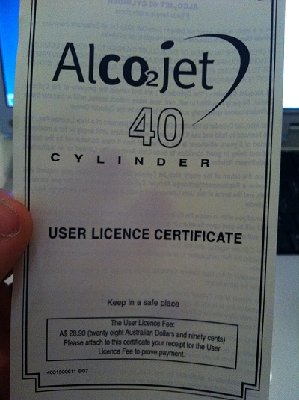 Alco₂jet
40
CYLINDER
USER LICENCE CERTIFICATE
Keep in a safe place
The User Licence Fee:
A$ 28.90 (twenty eight Australian Dollars and ninety cents)
Please attach to this certificate your receipt for the User
Licence Fee to prove payment.